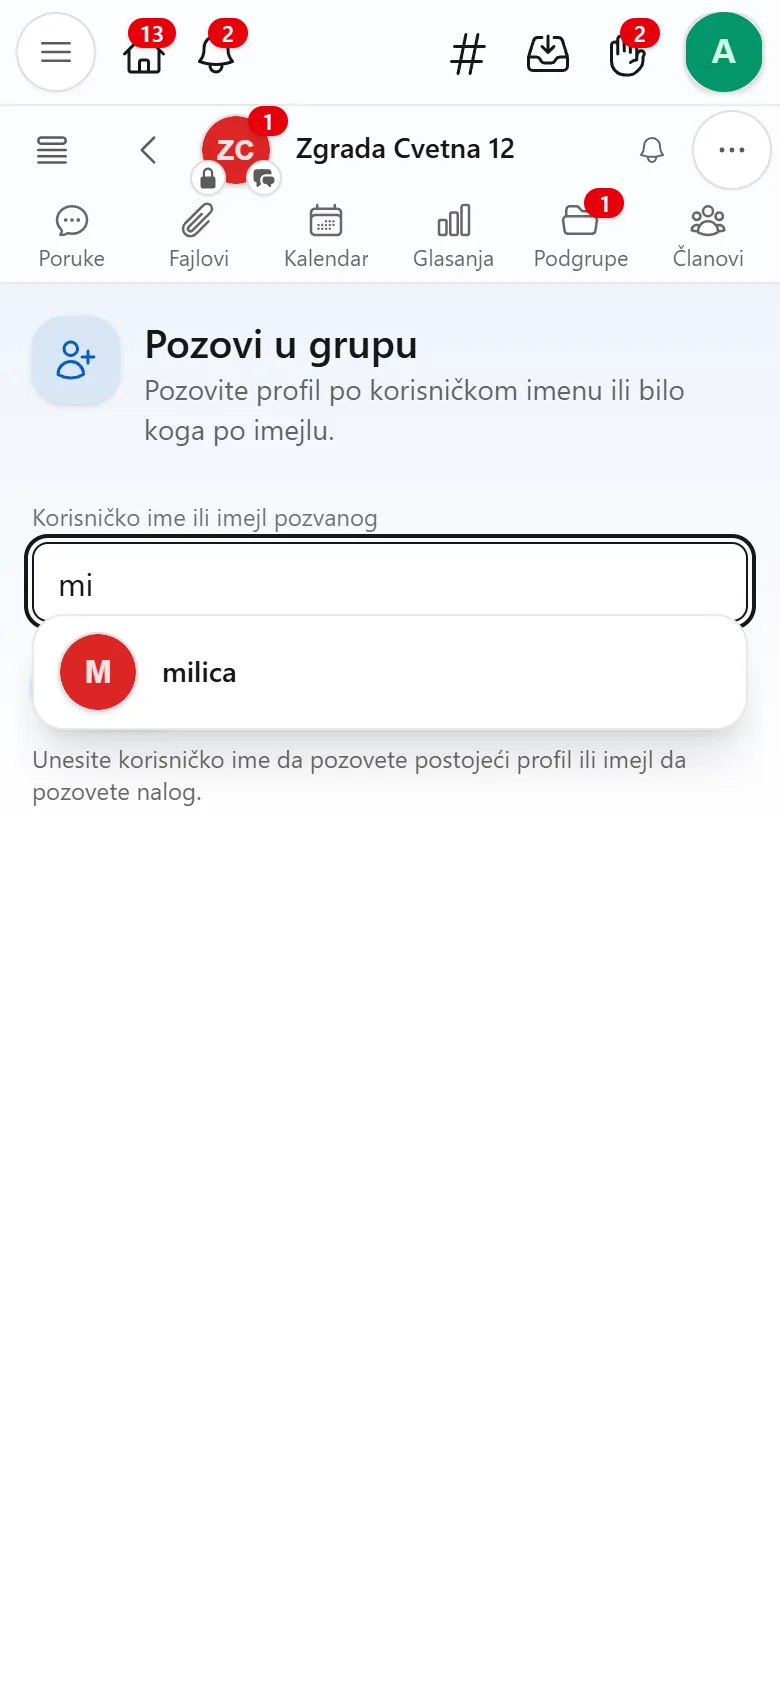 13
2
2
A
ZC
1
Zgrada Cvetna 12
Poruke
Fajlovi
Kalendar
Glasanja
1
Podgrupe
Članovi
Pozovi u grupu
Pozovite profil po korisničkom imenu ili bilo
koga po imejlu.
Korisničko ime ili imejl pozvanog
mi
M
milica
Unesite korisničko ime da pozovete postojeći profil ili imejl da
pozovete nalog.